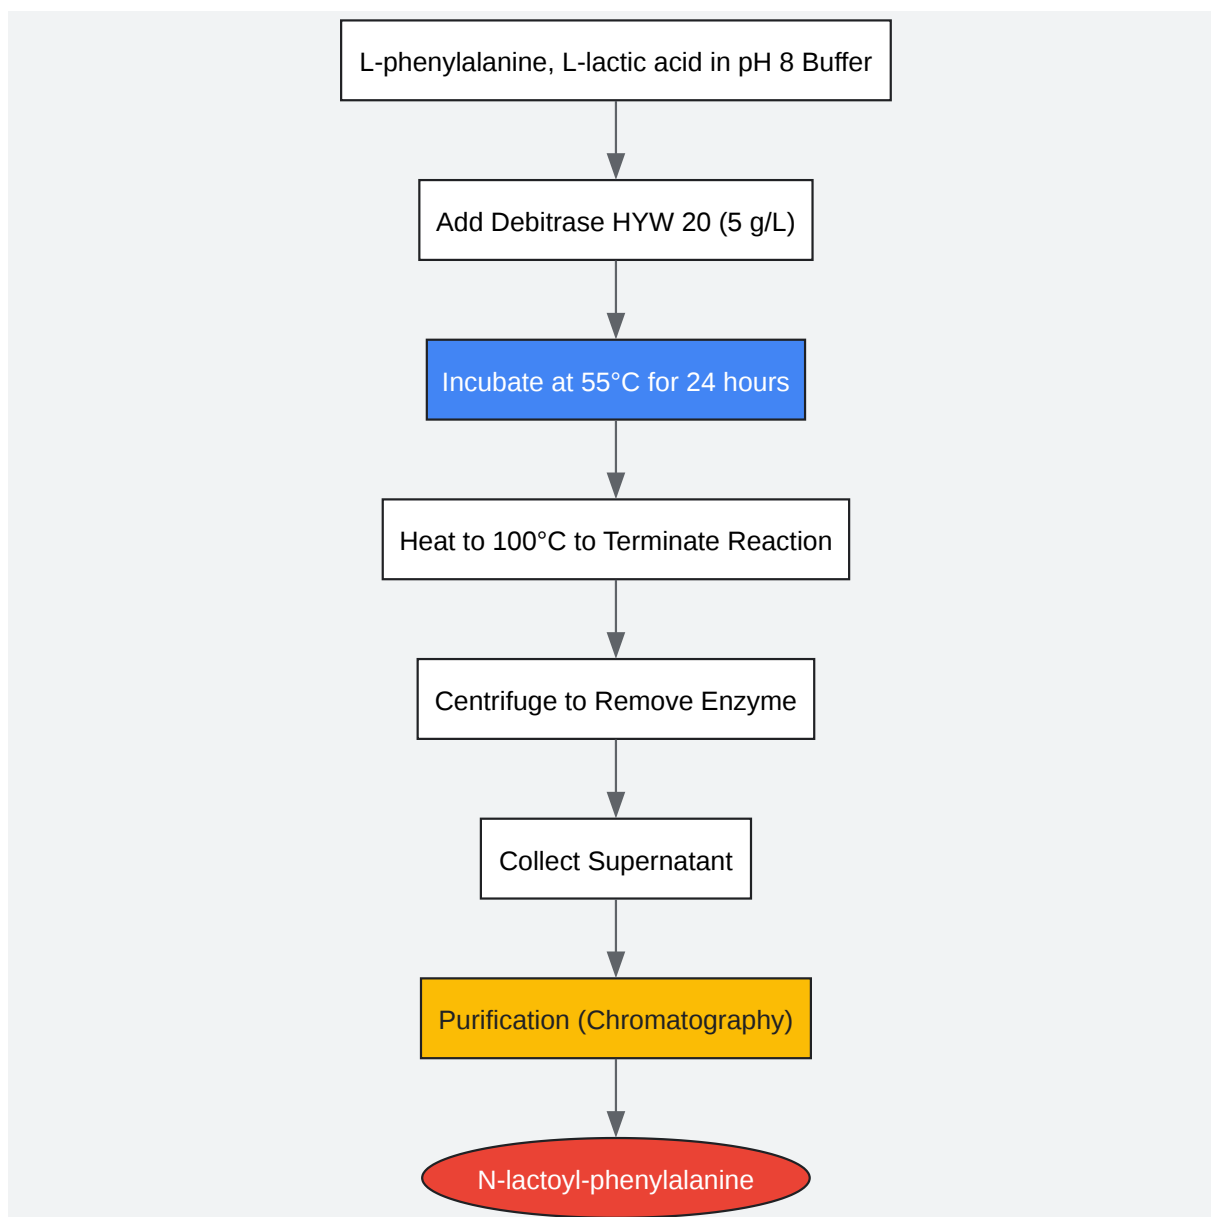 L-phenylalanine, L-lactic acid in pH 8 Buffer
Add Debitrase HYW 20 (5 g/L)
Incubate at 55°C for 24 hours
Heat to 100°C to Terminate Reaction
Centrifuge to Remove Enzyme
Collect Supernatant
Purification (Chromatography)
N-lactoyl-phenylalanine